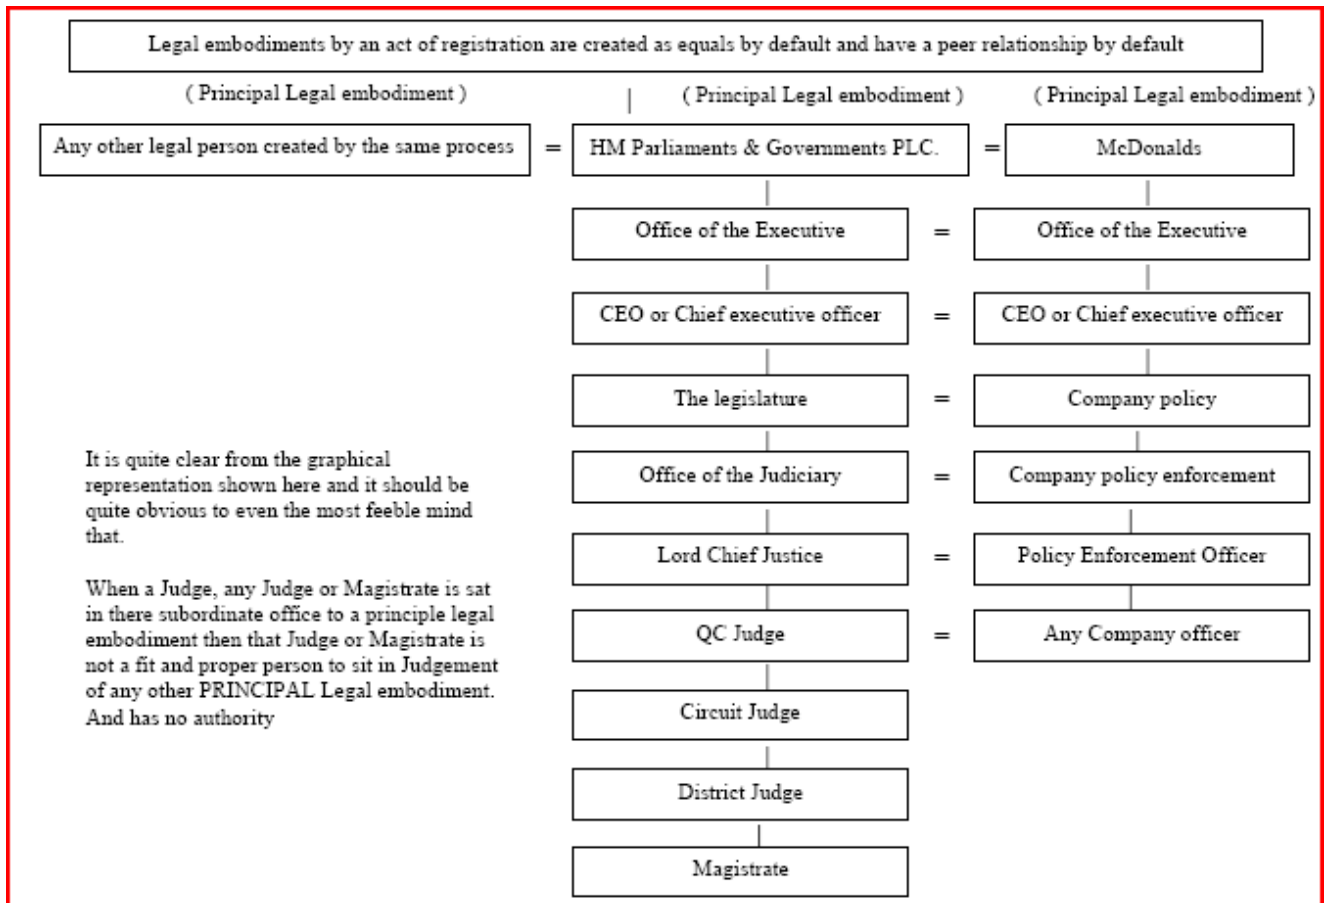 Legal embodiments by an act of registration are created as equals by default and have a peer relationship by default
( Principal Legal embodiment ) | ( Principal Legal embodiment ) ( Principal Legal embodiment )
Any other legal person created by the same process = HM Parliaments & Governments PLC. = McDonalds
Office of the Executive = Office of the Executive
CEO or Chief executive officer = CEO or Chief executive officer
The legislature = Company policy
Office of the Judiciary = Company policy enforcement
Lord Chief Justice = Policy Enforcement Officer
QC Judge = Any Company officer
Circuit Judge
District Judge
Magistrate
It is quite clear from the graphical
representation shown here and it should be
quite obvious to even the most feeble mind
that.
When a Judge, any Judge or Magistrate is sat
in there subordinate office to a principle legal
embodiment then that Judge or Magistrate is
not a fit and proper person to sit in Judgement
of any other PRINCIPAL Legal embodiment.
And has no authority